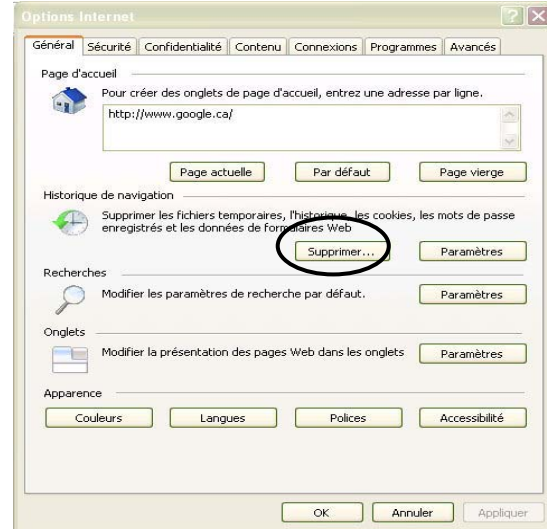 Options Internet
Général Sécurité Confidentialité Contenu Connexions Programmes Avancés
Page d'accueil
Pour créer des onglets de page d'accueil, entrez une adresse par ligne.
http://www.google.ca/
Page actuelle Par défaut Page vierge
Historique de navigation
Supprimer les fichiers temporaires, l'historique, les cookies, les mots de passe
enregistrés et les données de formulaires Web
Supprimer... Paramètres
Recherches
Modifier les paramètres de recherche par défaut. Paramètres
Onglets
Modifier la présentation des pages Web dans les onglets Paramètres
Apparence
Couleurs Langues Polices Accessibilité
OK Annuler Appliquer